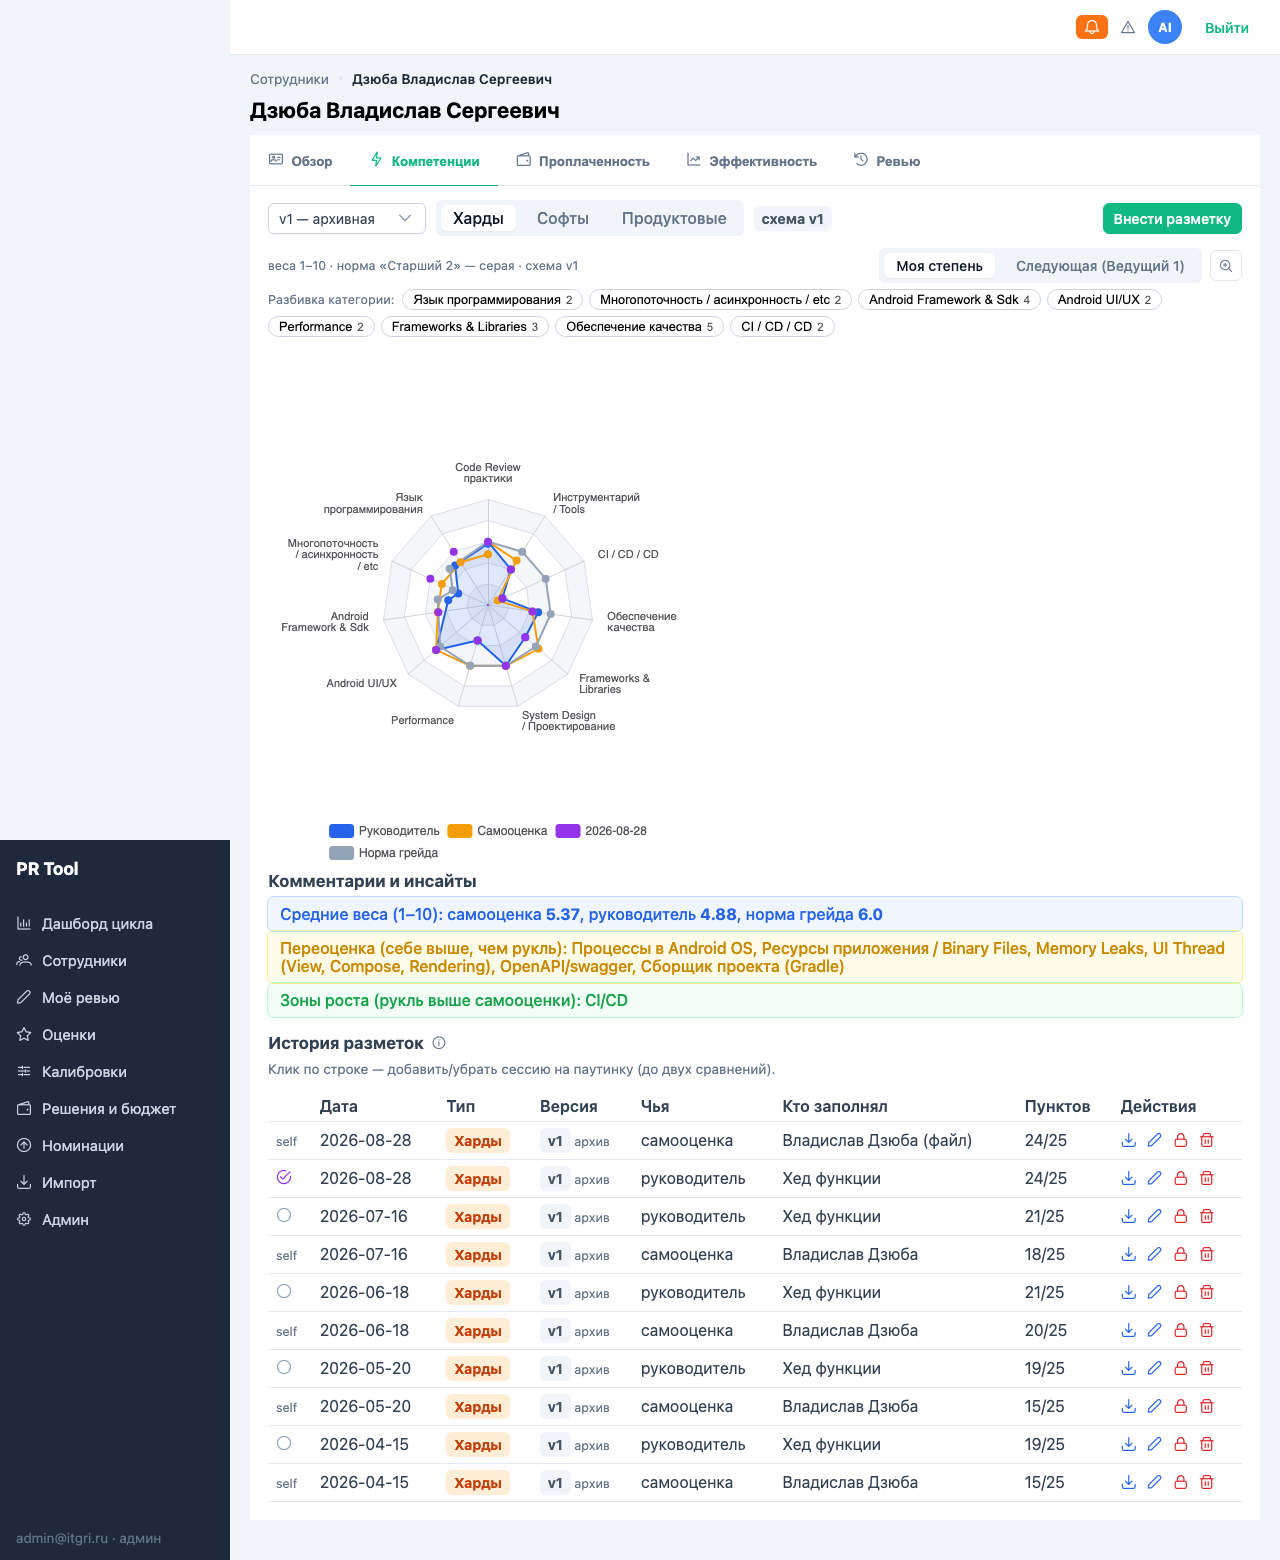 AI
Выйти
Сотрудники
Дзюба Владислав Сергеевич
Дзюба Владислав Сергеевич
Обзор
Компетенции
Проплаченность
Эффективность
Ревью
v1 — архивная
Харды
Софты
Продуктовые
схема v1
Внести разметку
веса 1–10 · норма «Старший 2» — серая · схема v1
Моя степень
Следующая (Ведущий 1)
Разбивка категории:
Язык программирования 2
Многопоточность / асинхронность / etc 2
Android Framework & Sdk 4
Android UI/UX 2
Performance 2
Frameworks & Libraries 3
Обеспечение качества 5
CI / CD / CD 2
Code Review
практики
Инструментарий
/ Tools
CI / CD / CD
Обеспечение
качества
Frameworks &
Libraries
System Design
/ Проектирование
Performance
Android UI/UX
Android
Framework & Sdk
Многопоточность
/ асинхронность
/ etc
Язык
программирования
Руководитель
Самооценка
2026-08-28
Норма грейда
Комментарии и инсайты
Средние веса (1–10): самооценка 5.37, руководитель 4.88, норма грейда 6.0
Переоценка (себе выше, чем рукль): Процессы в Android OS, Ресурсы приложения / Binary Files, Memory Leaks, UI Thread
(View, Compose, Rendering), OpenAPI/swagger, Сборщик проекта (Gradle)
Зоны роста (рукль выше самооценки): CI/CD
История разметок
Клик по строке — добавить/убрать сессию на паутинку (до двух сравнений).
Дата Тип Версия Чья Кто заполнял Пунктов Действия
self 2026-08-28 Харды v1 архив самооценка Владислав Дзюба (файл) 24/25
2026-08-28 Харды v1 архив руководитель Хед функции 24/25
2026-07-16 Харды v1 архив руководитель Хед функции 21/25
self 2026-07-16 Харды v1 архив самооценка Владислав Дзюба 18/25
2026-06-18 Харды v1 архив руководитель Хед функции 21/25
self 2026-06-18 Харды v1 архив самооценка Владислав Дзюба 20/25
2026-05-20 Харды v1 архив руководитель Хед функции 19/25
self 2026-05-20 Харды v1 архив самооценка Владислав Дзюба 15/25
2026-04-15 Харды v1 архив руководитель Хед функции 19/25
self 2026-04-15 Харды v1 архив самооценка Владислав Дзюба 15/25
PR Tool
Дашборд цикла
Сотрудники
Моё ревью
Оценки
Калибровки
Решения и бюджет
Номинации
Импорт
Админ
admin@itgri.ru · админ